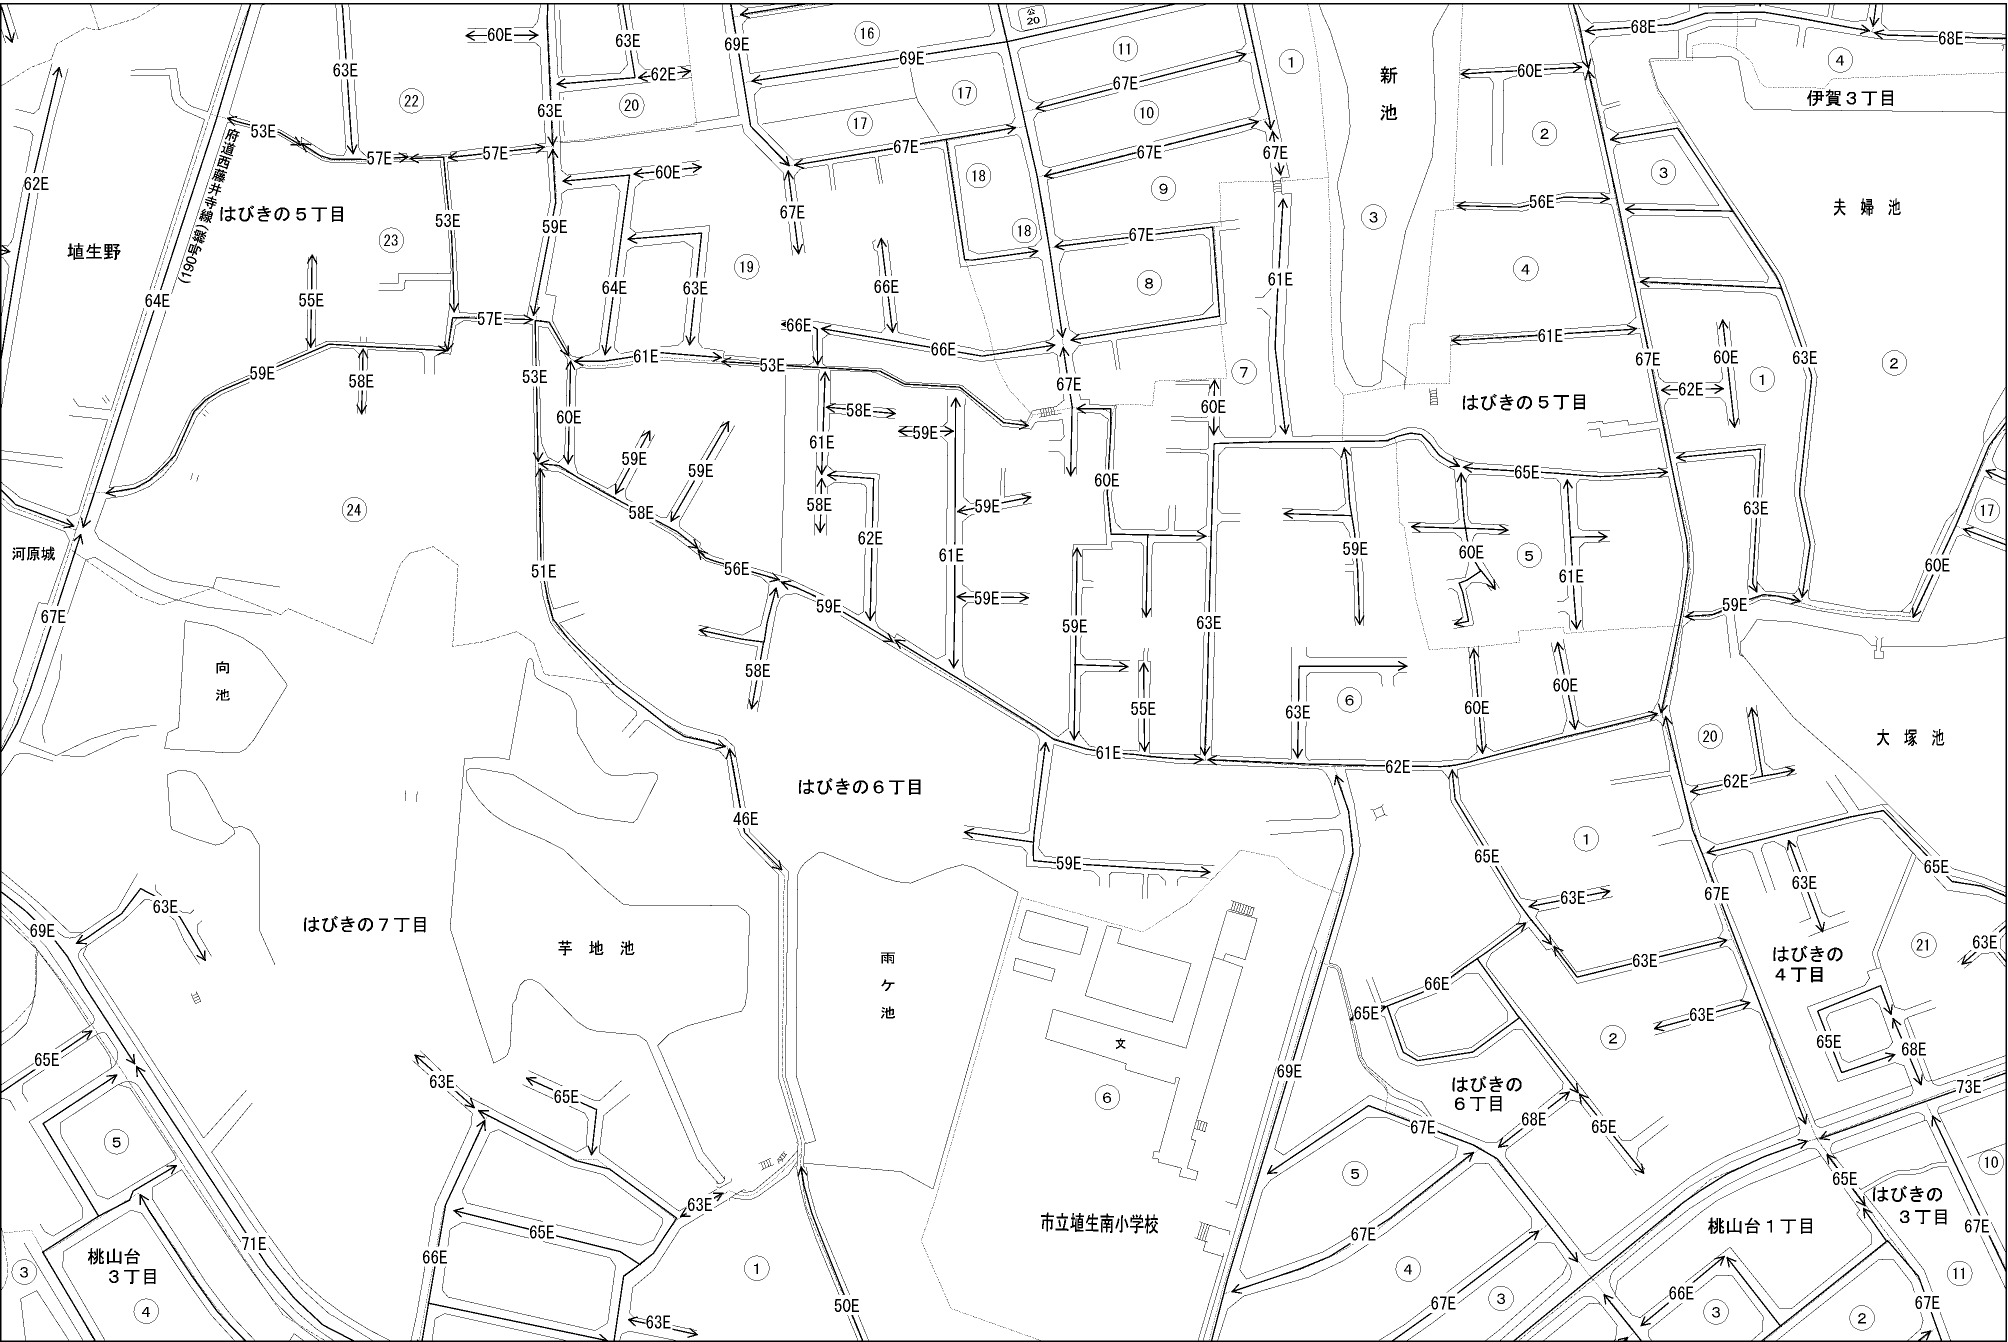 60E
63E
69E
16
公
20
11
1
68E
68E
63E
62E
69E
60E
4
22
63E
20
17
67E
新
池
伊賀3丁目
53E
57E
57E
17
67E
10
2
62E
府道西藤井寺線(190号線)
60E
18
67E
67E
3
はびきの5丁目
53E
59E
67E
9
3
56E
夫婦池
埴生野
23
19
18
67E
4
64E
55E
64E
63E
66E
8
61E
57E
66E
66E
61E
67E
59E
58E
61E
53E
53E
67E
7
60E
63E
2
60E
58E
60E
62E
1
はびきの5丁目
59E
59E
61E
59E
24
58E
58E
59E
60E
65E
63E
17
河原城
62E
61E
59E
60E
5
51E
56E
61E
60E
67E
59E
59E
59E
63E
59E
向
池
58E
55E
63E
6
60E
60E
20
大塚池
61E
62E
62E
はびきの6丁目
46E
59E
65E
1
65E
63E
67E
63E
63E
69E
はびきの7丁目
芋地池
雨
ケ
池
63E
はびきの
4丁目
21
63E
66E
65E
63E
2
65E
68E
65E
文
69E
63E
65E
6
はびきの
6丁目
73E
5
67E
68E
65E
5
10
63E
65E
はびきの
3丁目
市立埴生南小学校
桃山台1丁目
67E
71E
66E
65E
67E
桃山台
3丁目
3
1
4
11
4
50E
63E
67E
3
66E
3
2
67E